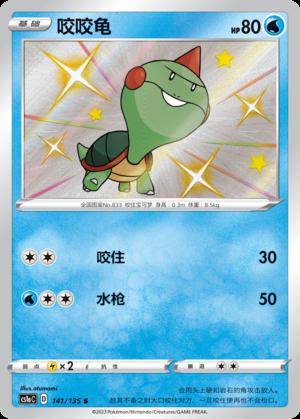 基础 咬咬龟 HP80
全国图鉴No.833 咬住宝可梦 身高：0.3m 体重：8.5kg
咬住 30
水枪 50
弱点 ×2 抵抗力 撤退
Illus.otumami
CS1aC D 141/135 S
会用头上硬如岩石的角攻击敌人。
趁其不备之时大口咬住对方，一旦咬住便再也不会松口。
©2023 Pokémon/Nintendo/Creatures/GAME FREAK.